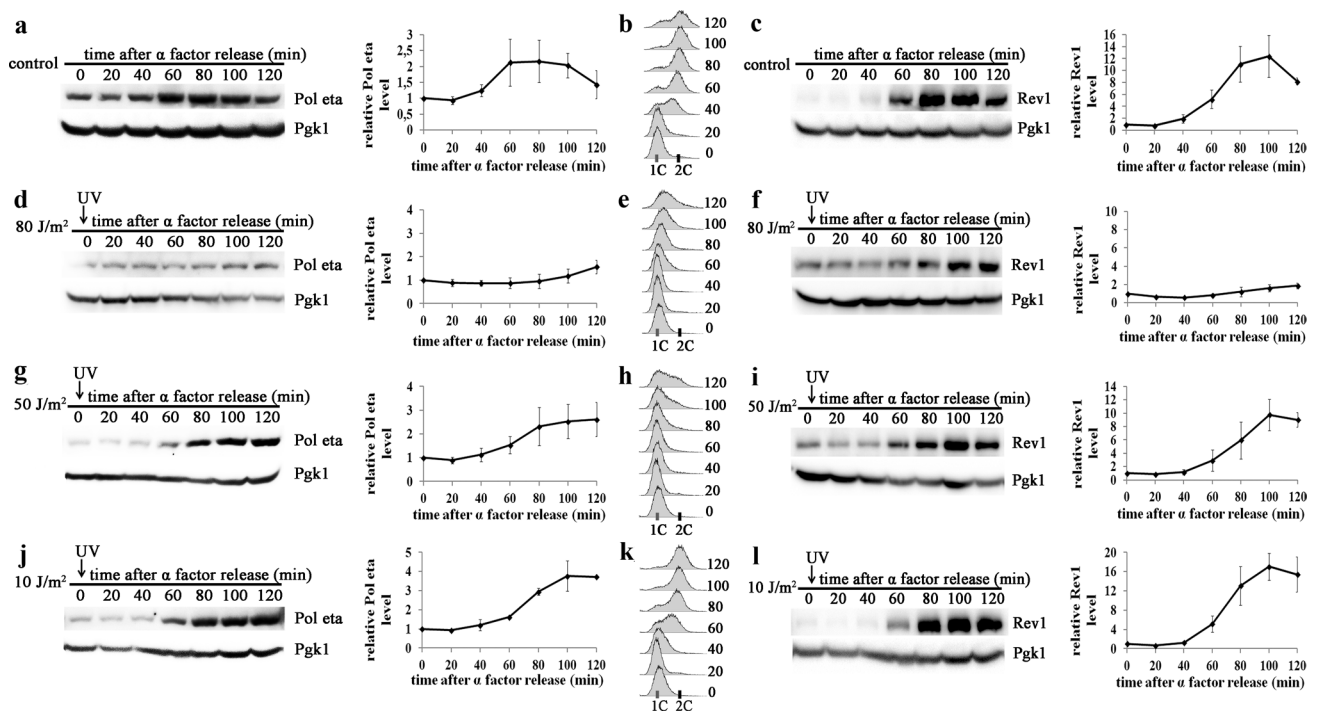 a
control
time after α factor release (min)
0 20 40 60 80 100 120
Pol eta
Pgk1
relative Pol eta level
3,5
3
2,5
2
1,5
1
0,5
0
0 20 40 60 80 100 120
time after α factor release (min)
b
120
100
80
60
40
20
0
1C 2C
c
control
time after α factor release (min)
0 20 40 60 80 100 120
Rev1
Pgk1
relative Rev1 level
16
14
12
10
8
6
4
2
0
0 20 40 60 80 100 120
time after α factor release (min)
d
UV
80 J/m²
time after α factor release (min)
0 20 40 60 80 100 120
Pol eta
Pgk1
relative Pol eta level
4
3
2
1
0
0 20 40 60 80 100 120
time after α factor release (min)
e
120
100
80
60
40
20
0
1C 2C
f
UV
80 J/m²
time after α factor release (min)
0 20 40 60 80 100 120
Rev1
Pgk1
relative Rev1 level
10
8
6
4
2
0
0 20 40 60 80 100 120
time after α factor release (min)
g
UV
50 J/m²
time after α factor release (min)
0 20 40 60 80 100 120
Pol eta
Pgk1
relative Pol eta level
4
3
2
1
0
0 20 40 60 80 100 120
time after α factor release (min)
h
120
100
80
60
40
20
0
1C 2C
i
UV
50 J/m²
time after α factor release (min)
0 20 40 60 80 100 120
Rev1
Pgk1
relative Rev1 level
14
12
10
8
6
4
2
0
0 20 40 60 80 100 120
time after α factor release (min)
j
UV
10 J/m²
time after α factor release (min)
0 20 40 60 80 100 120
Pol eta
Pgk1
relative Pol eta level
5
4
3
2
1
0
0 20 40 60 80 100 120
time after α factor release (min)
k
120
100
80
60
40
20
0
1C 2C
l
UV
10 J/m²
time after α factor release (min)
0 20 40 60 80 100 120
Rev1
Pgk1
relative Rev1 level
20
16
12
8
4
0
0 20 40 60 80 100 120
time after α factor release (min)